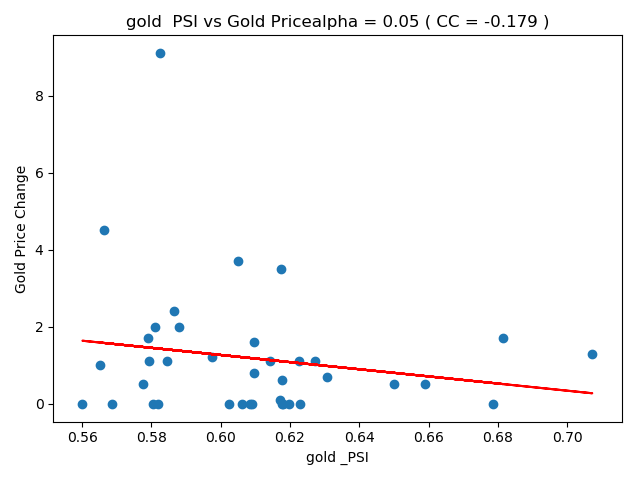 gold  PSI vs Gold Pricealpha = 0.05 ( CC = -0.179 )
Gold Price Change
8
6
4
2
0
0.56 0.58 0.60 0.62 0.64 0.66 0.68 0.70
gold _PSI